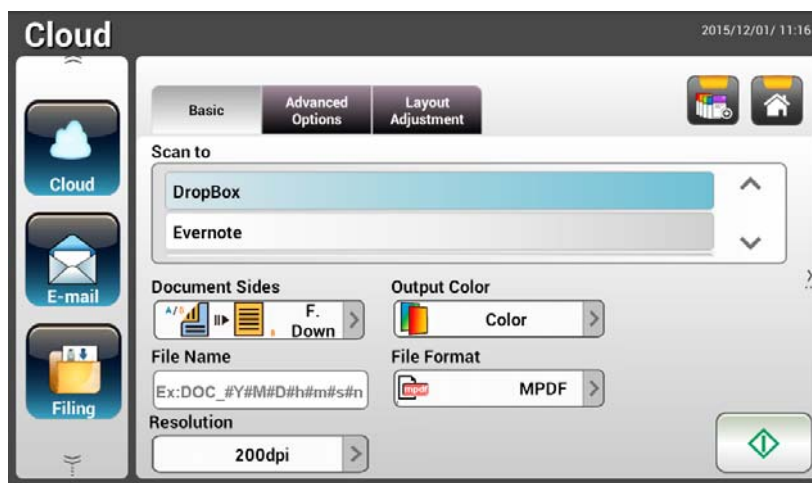 Cloud
2015/12/01/ 11:16
Basic
Advanced
Options
Layout
Adjustment
Scan to
Cloud
DropBox
Evernote
E-mail
Document Sides
Output Color
A/B
F.
Down
Color
File Name
File Format
Ex:DOC_#Y#M#D#h#m#s#n
mpdf
MPDF
Filing
Resolution
200dpi